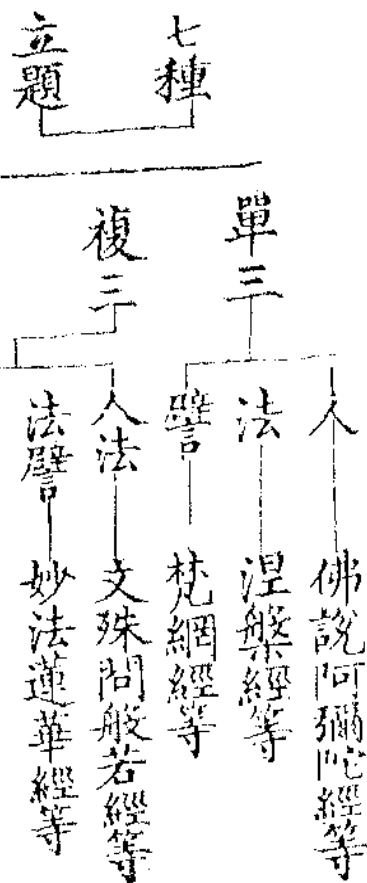 七種
立題
單三
人
佛說阿彌陀經等
法
涅槃經等
譬
梵網經等
複三
人法
文殊問般若經等
法譬
妙法蓮華經等